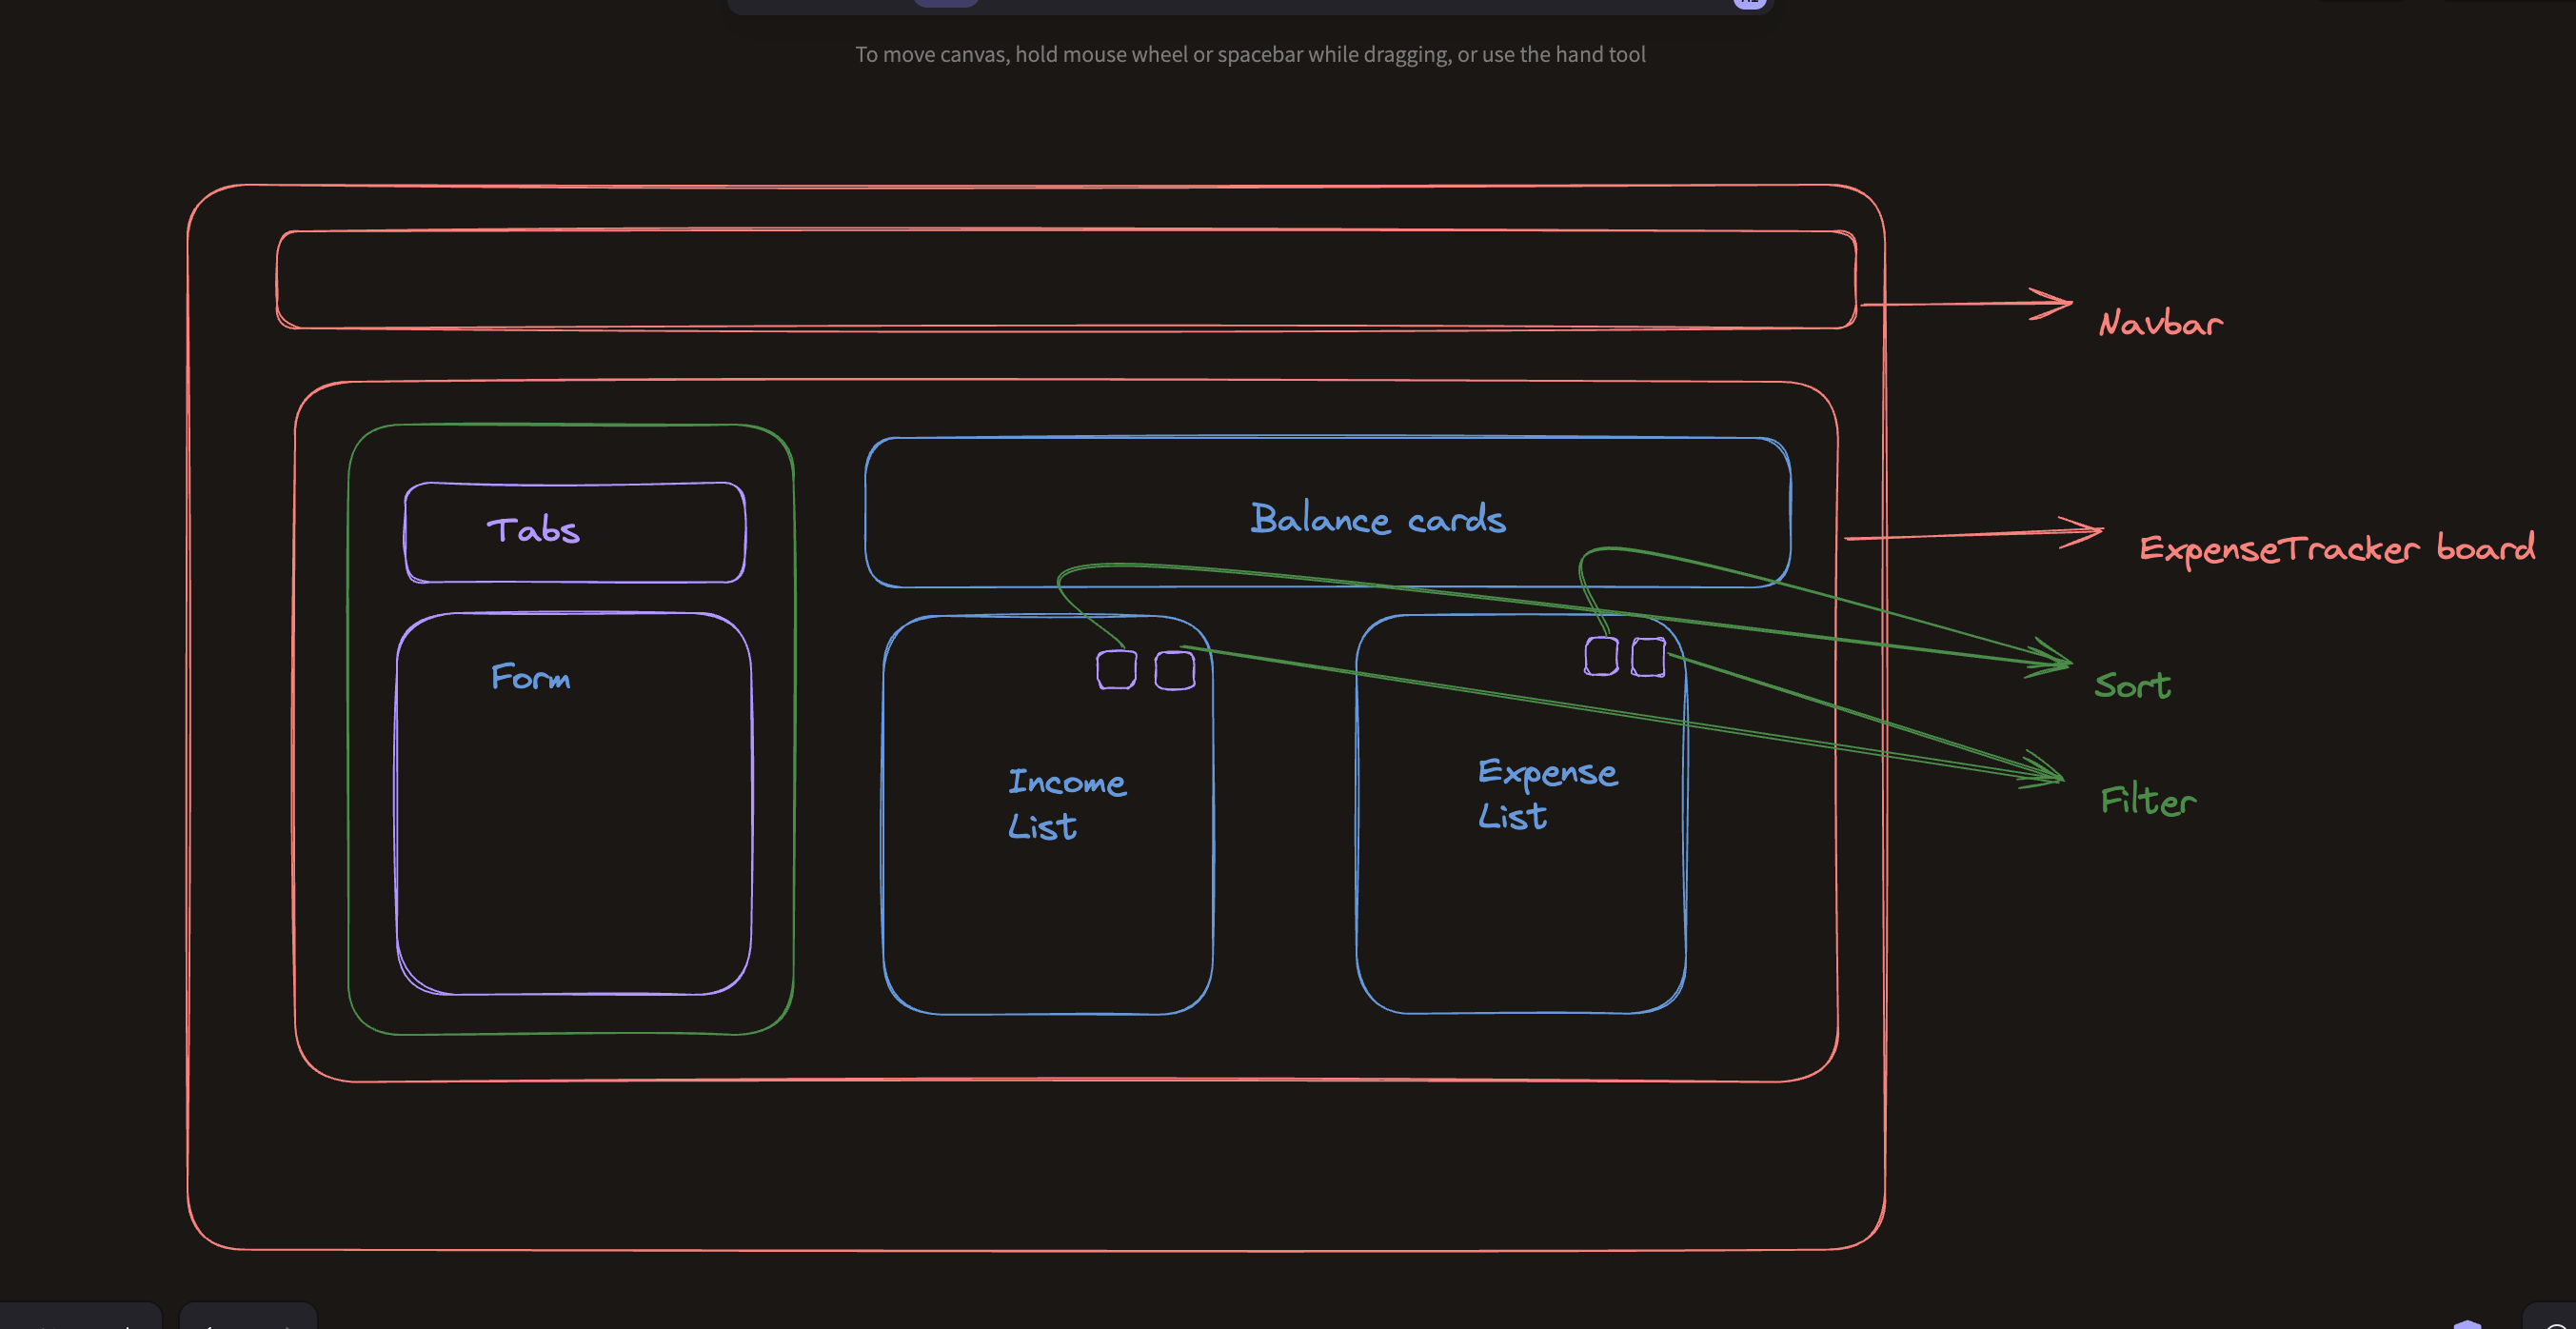 To move canvas, hold mouse wheel or spacebar while dragging, or use the hand tool
Navbar
Tabs
Balance cards
ExpenseTracker board
Form
Sort
Income
List
Expense
List
Filter